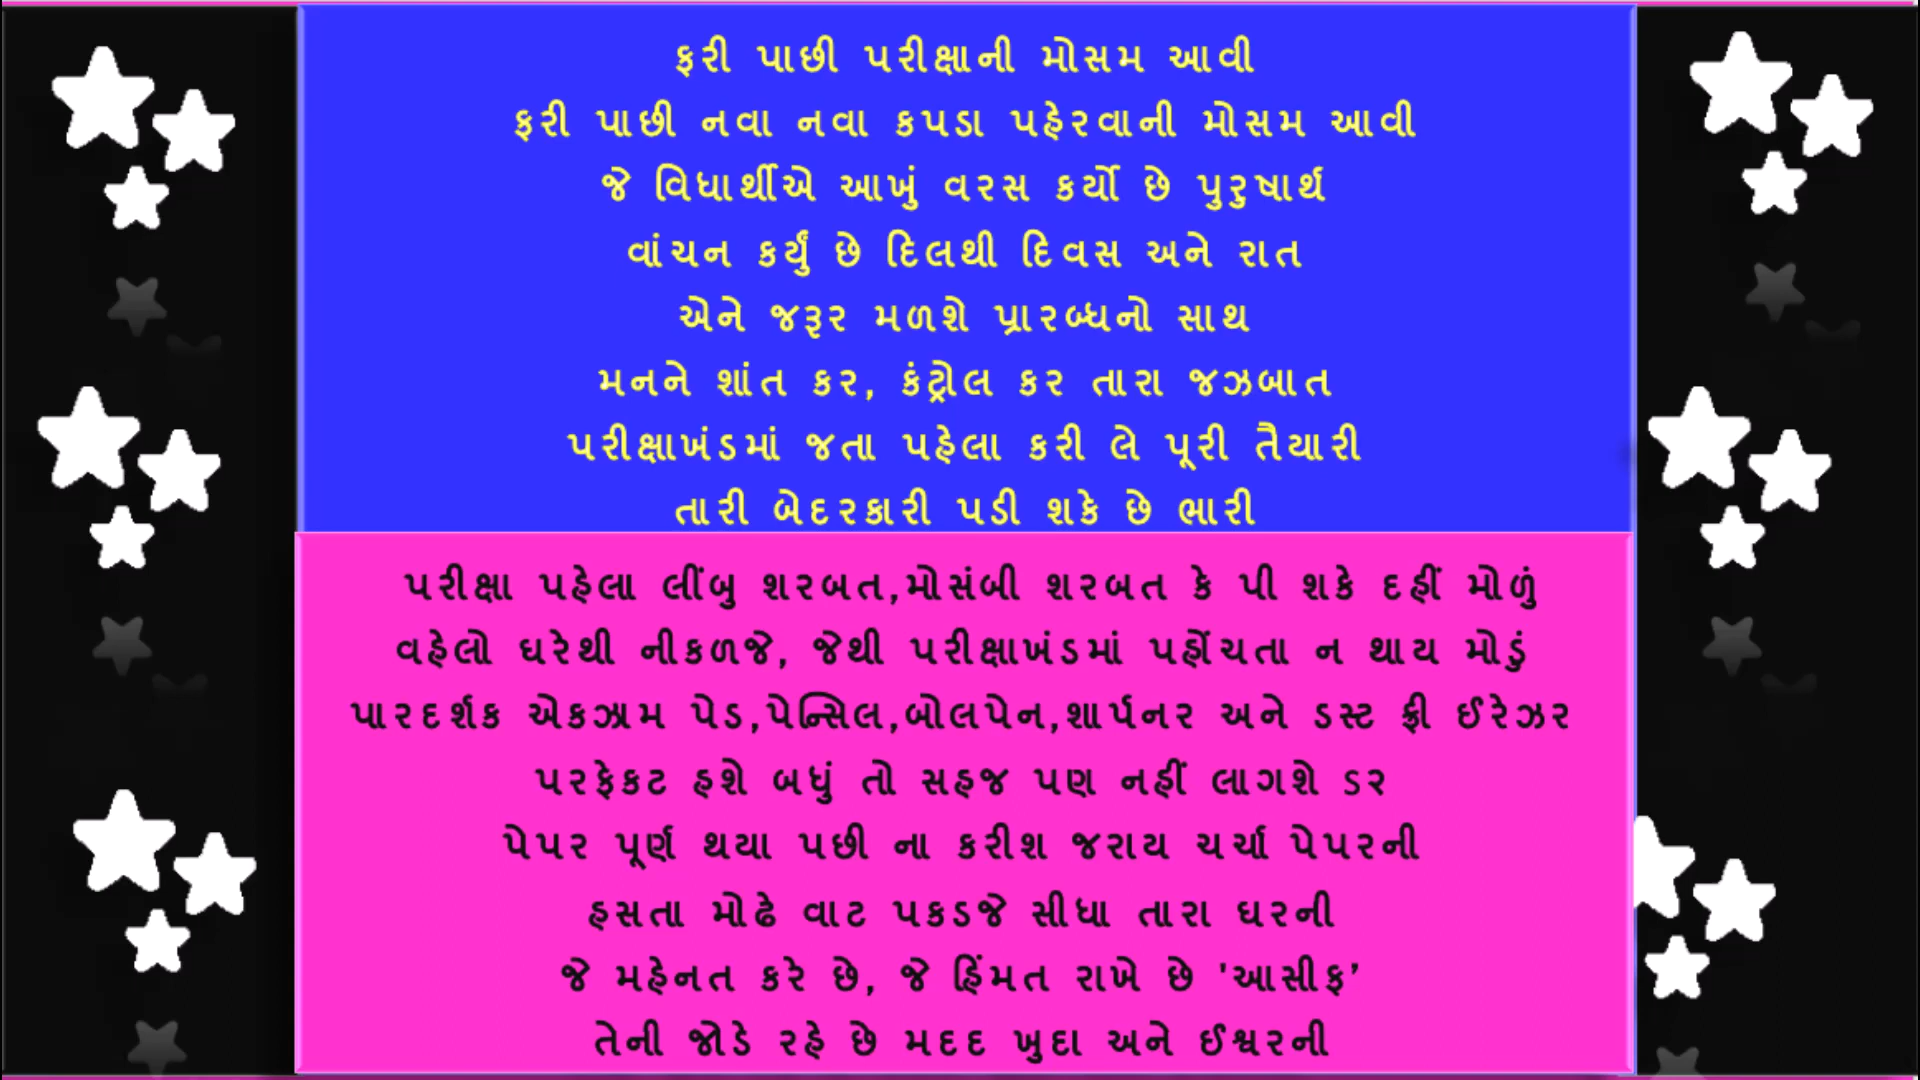 ફરી પાછી પરીક્ષાની મોસમ આવી
ફરી પાછી નવા નવા કપડા પહેરવાની મોસમ આવી
જે વિધાર્થીએ આખું વરસ કર્યો છે પુરુષાર્થ
વાંચન કર્યું છે દિલથી દિવસ અને રાત
એને જરૂર મળશે પ્રારબ્ધનો સાથ
મનને શાંત કર, કંટ્રોલ કર તારા જઝબાત
પરીક્ષાખંડમાં જતા પહેલા કરી લે પૂરી તૈયારી
તારી બેદરકારી પડી શકે છે ભારી
પરીક્ષા પહેલા લીંબુ શરબત,મોસંબી શરબત કે પી શકે દહીં મોળું
વહેલો ઘરેથી નીકળજે, જેથી પરીક્ષાખંડમાં પહોંચતા ન થાય મોડું
પારદર્શક એકઝામ પેડ,પેન્સિલ,બોલપેન,શાર્પનર અને ડસ્ટ ફ્રી ઈરેઝર
પરફેકટ હશે બધું તો સહજ પણ નહીં લાગશે ડર
પેપર પૂર્ણ થયા પછી ના કરીશ જરાય ચર્ચા પેપરની
હસતા મોઢે વાટ પકડજે સીધા તારા ઘરની
જે મહેનત કરે છે, જે હિંમત રાખે છે 'આસીફ’
તેની જોડે રહે છે મદદ ખુદા અને ઈશ્વરની